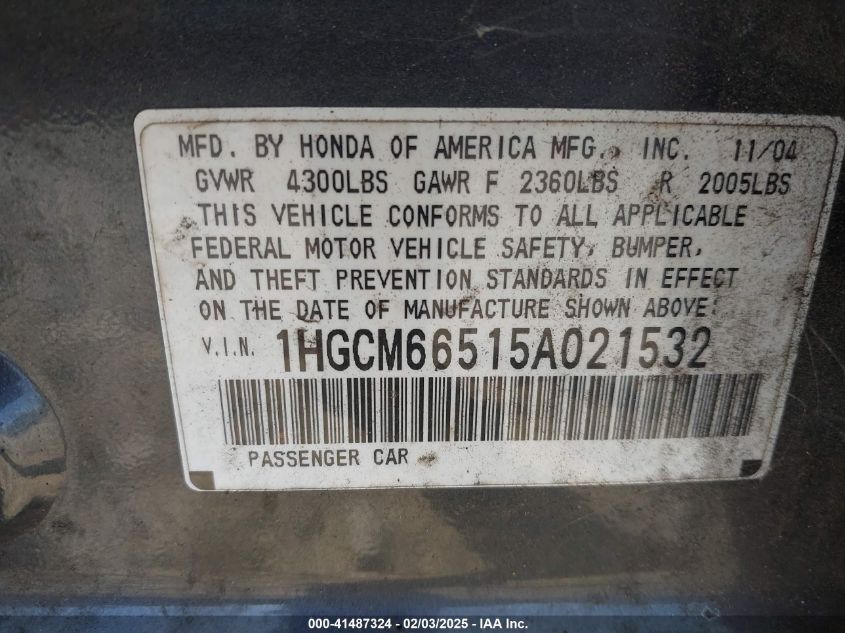 MFD. BY HONDA OF AMERICA MFG., INC. 11/04
GVWR 4300LBS GAWR F 2360LBS R 2005LBS
THIS VEHICLE CONFORMS TO ALL APPLICABLE
FEDERAL MOTOR VEHICLE SAFETY, BUMPER,
AND THEFT PREVENTION STANDARDS IN EFFECT
ON THE DATE OF MANUFACTURE SHOWN ABOVE.
V.I.N. 1HGCM66515A021532
PASSENGER CAR
000-41487324 - 02/03/2025 - IAA Inc.